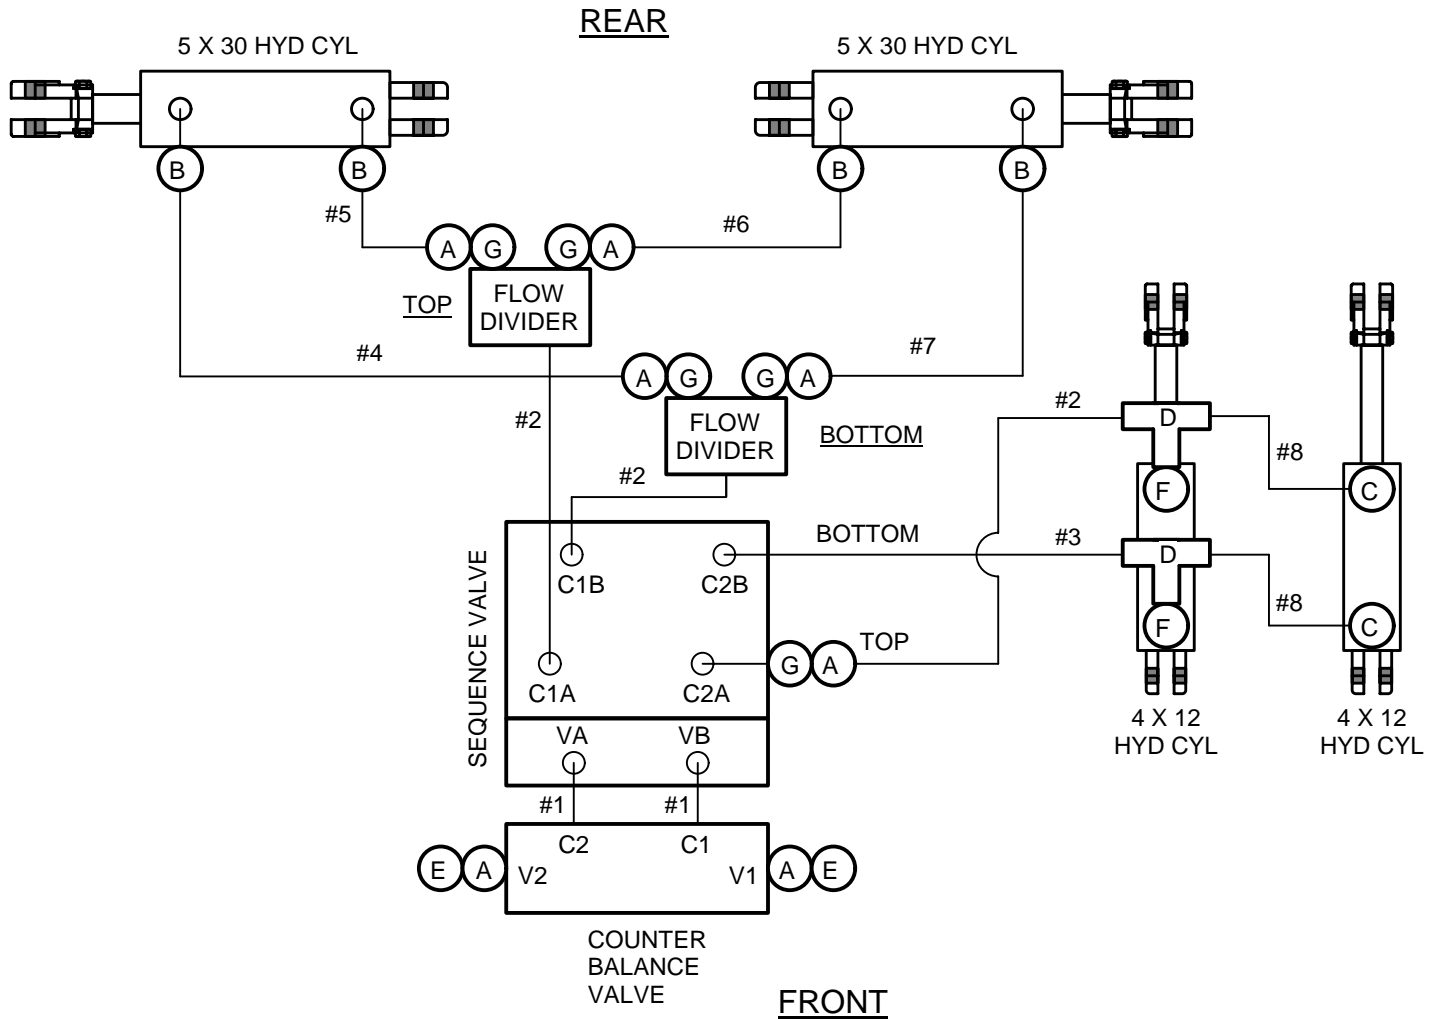 REAR
5 X 30 HYD CYL
5 X 30 HYD CYL
B
B
B
B
#5
#6
A
G
G
A
TOP
FLOW
DIVIDER
#4
#7
A
G
G
A
#2
FLOW
DIVIDER
BOTTOM
#2
#2
D
#8
F
C
SEQUENCE VALVE
C1B
C2B
BOTTOM
#3
D
#8
F
C
C1A
C2A
G
A
TOP
4 X 12
HYD CYL
4 X 12
HYD CYL
VA
VB
#1
#1
C2
C1
E
A
V2
V1
A
E
COUNTER
BALANCE
VALVE
FRONT